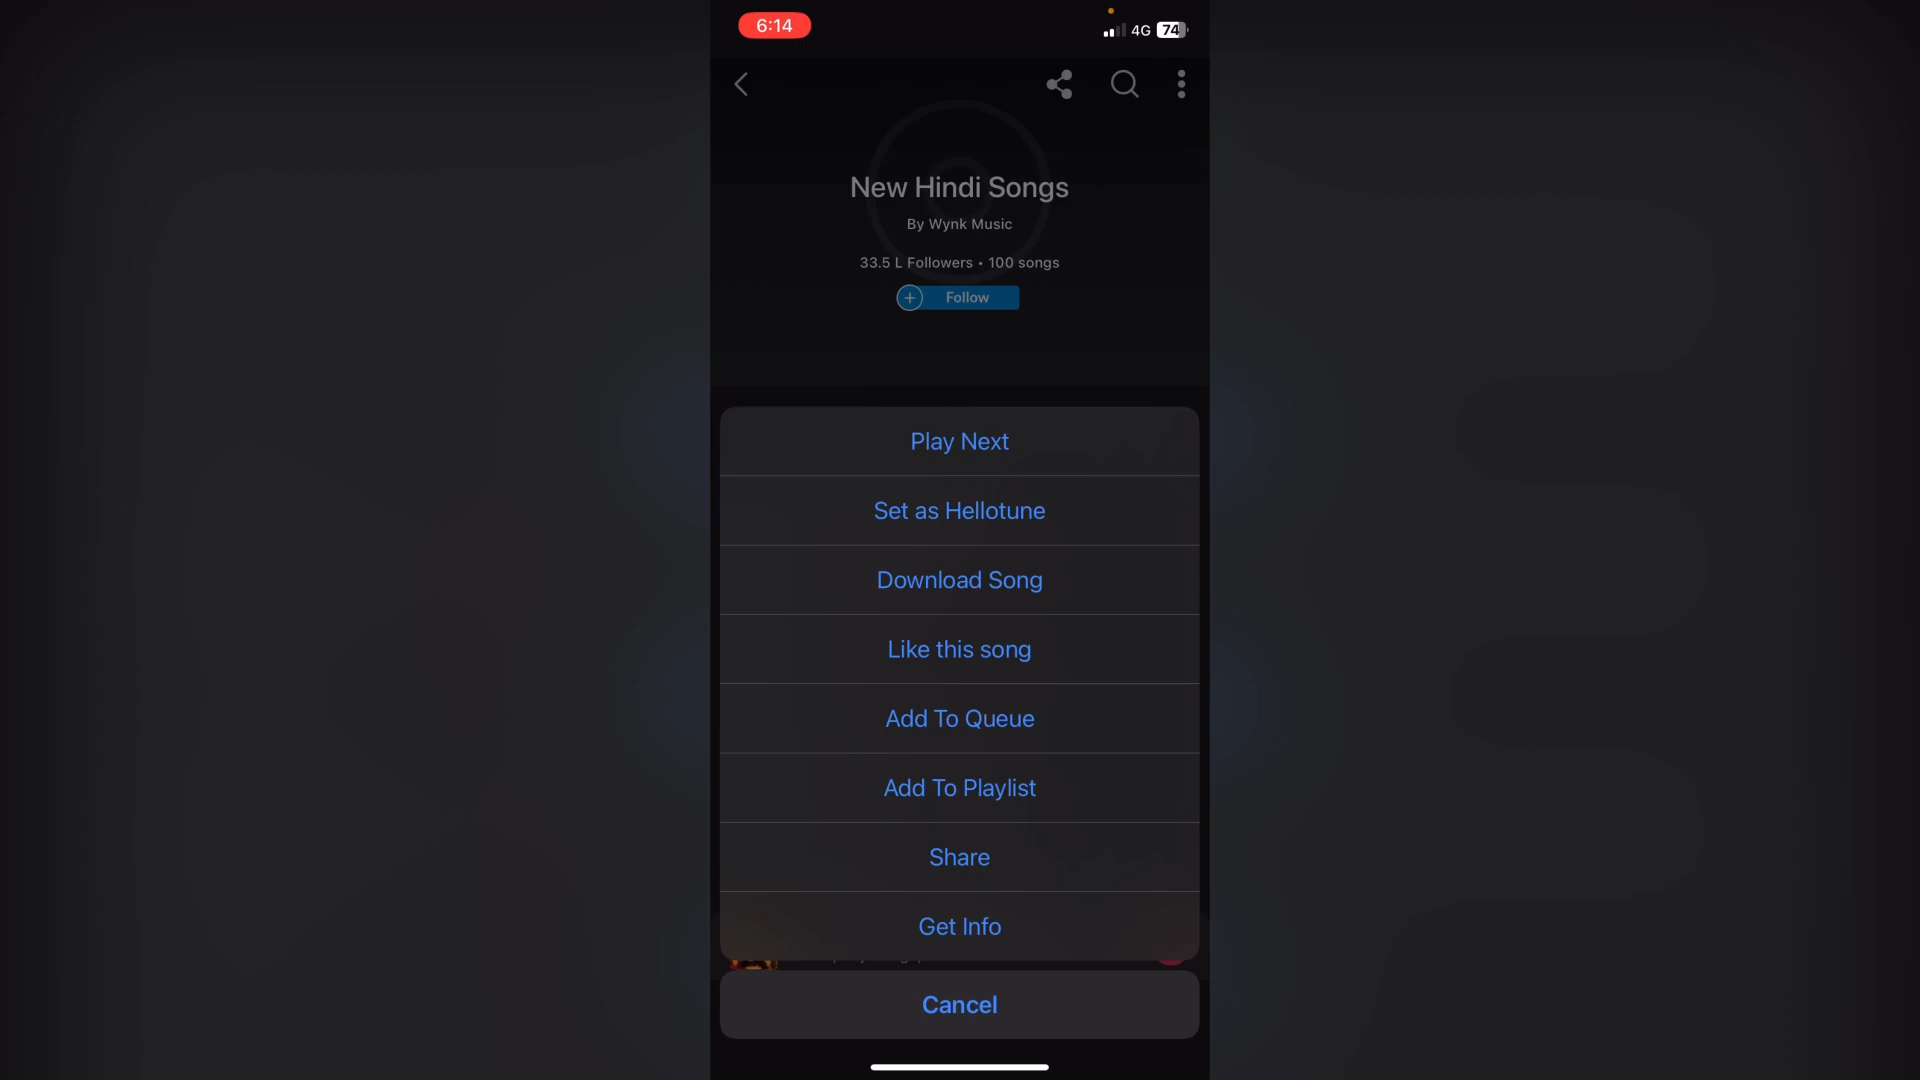 6:14
4G 74
New Hindi Songs
By Wynk Music
33.5 L Followers • 100 songs
Follow
Play Next
Set as Hellotune
Download Song
Like this song
Add To Queue
Add To Playlist
Share
Get Info
Cancel